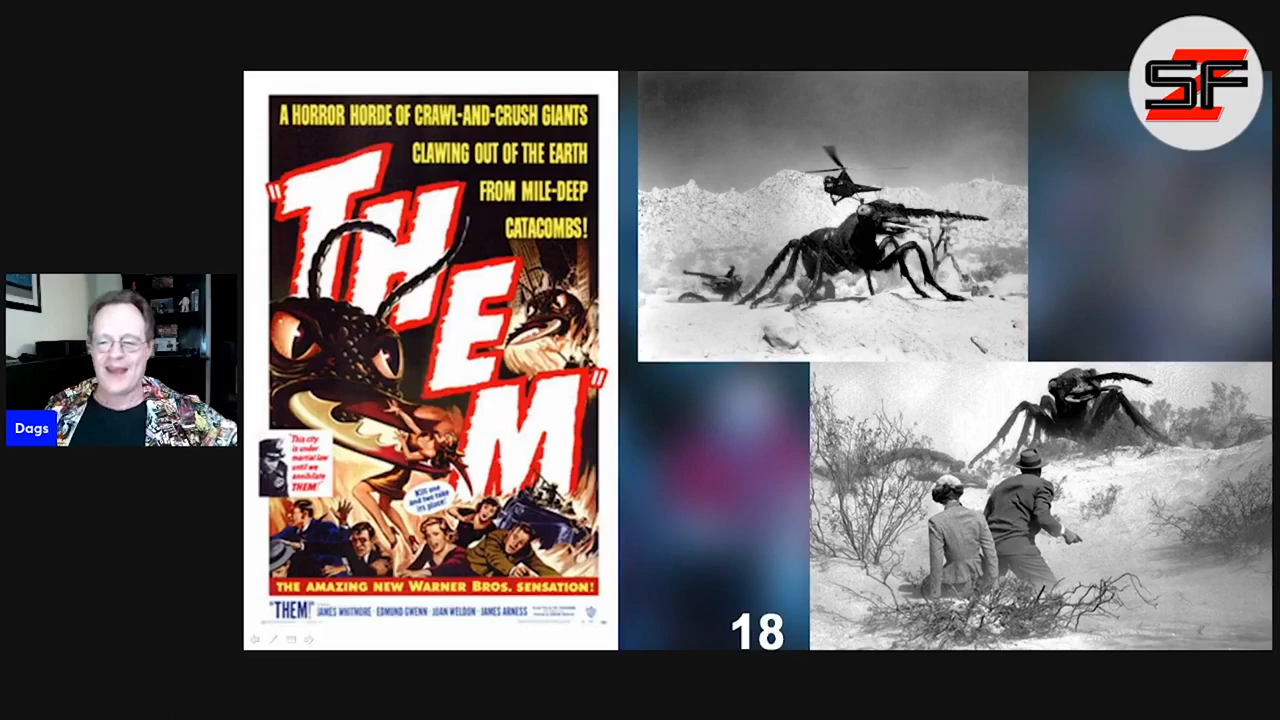 SFZ
A HORROR HORDE OF CRAWL-AND-CRUSH GIANTS
CLAWING OUT OF THE EARTH
FROM MILE-DEEP
CATACOMBS!
"THEM"
"This city
is under
martial law
until we
annihilate
THEM!"
Kill one
and two take
its place!
THE AMAZING NEW WARNER BROS. SENSATION!
"THEM!" JAMES WHITMORE · EDMUND GWENN · JOAN WELDON · JAMES ARNESS
Dags
18